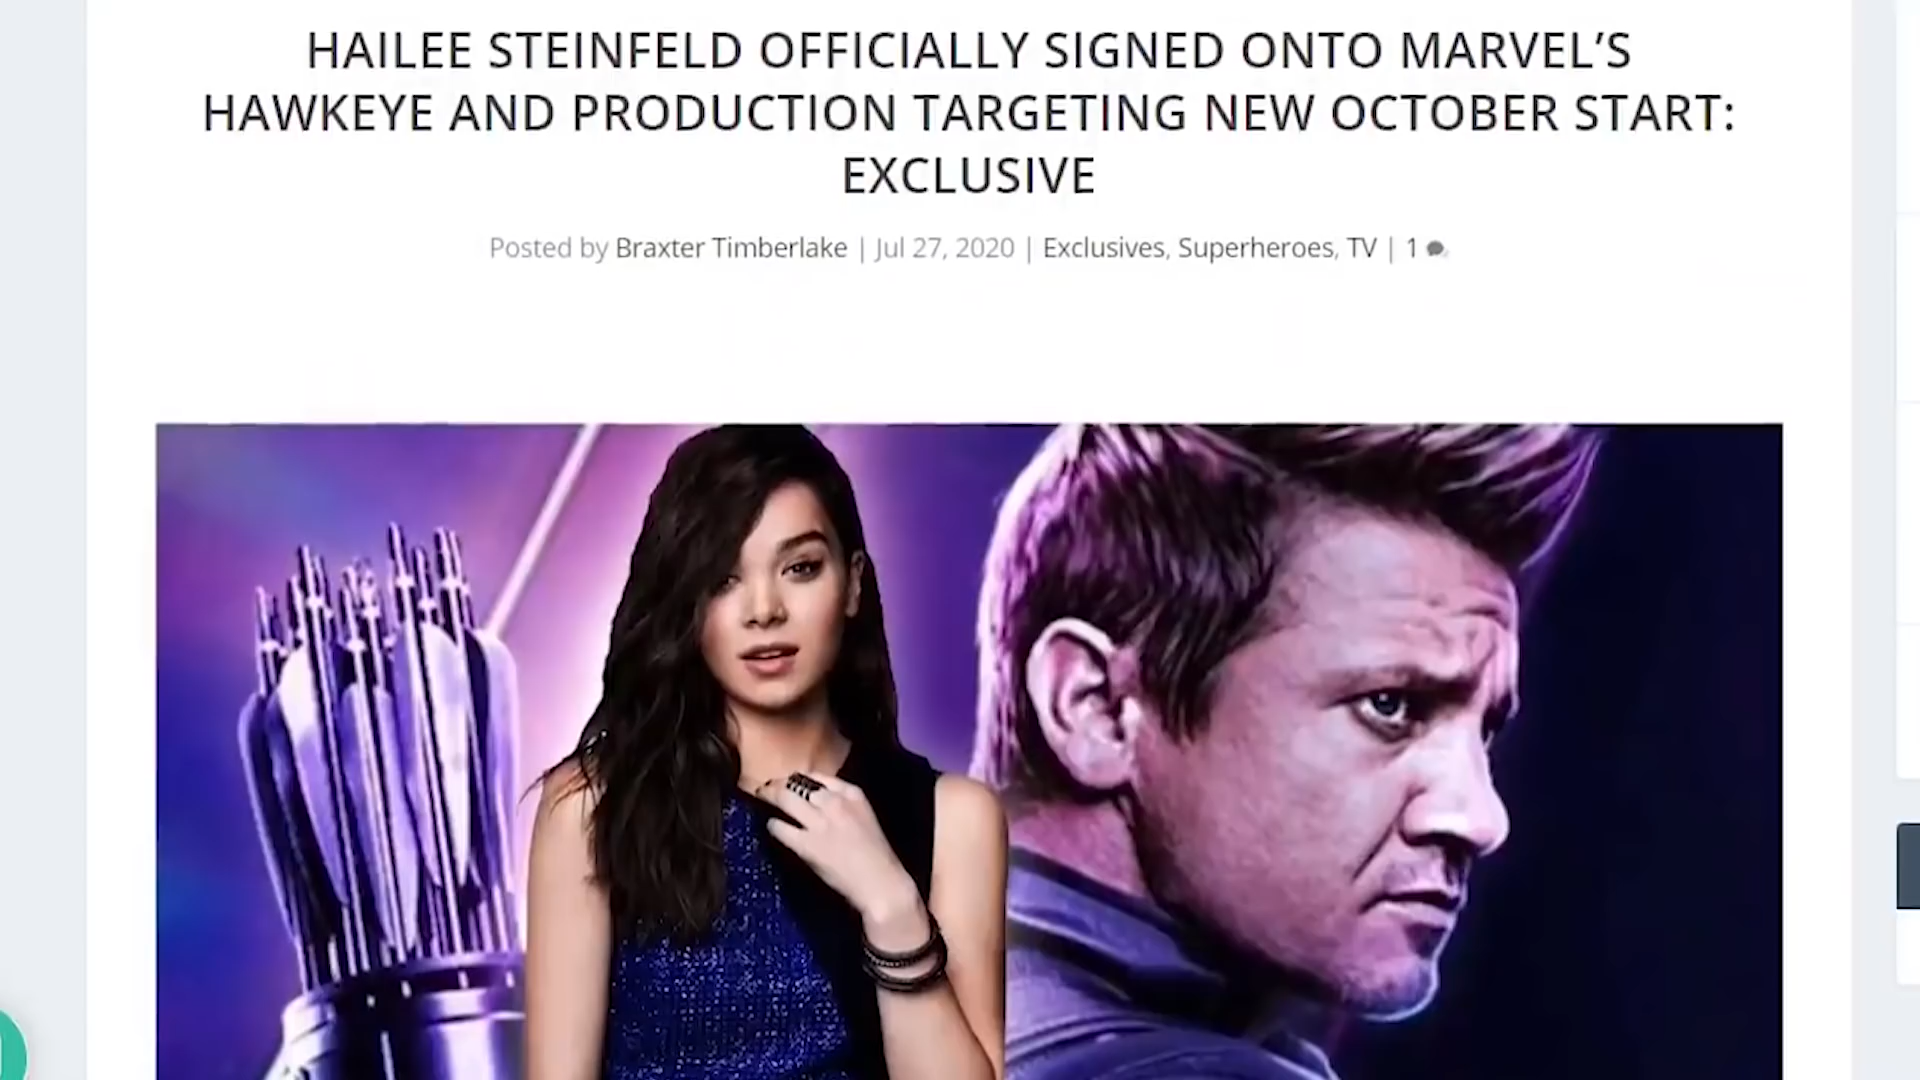 HAILEE STEINFELD OFFICIALLY SIGNED ONTO MARVEL’S
HAWKEYE AND PRODUCTION TARGETING NEW OCTOBER START:
EXCLUSIVE
Posted by Braxter Timberlake | Jul 27, 2020 | Exclusives, Superheroes, TV | 1